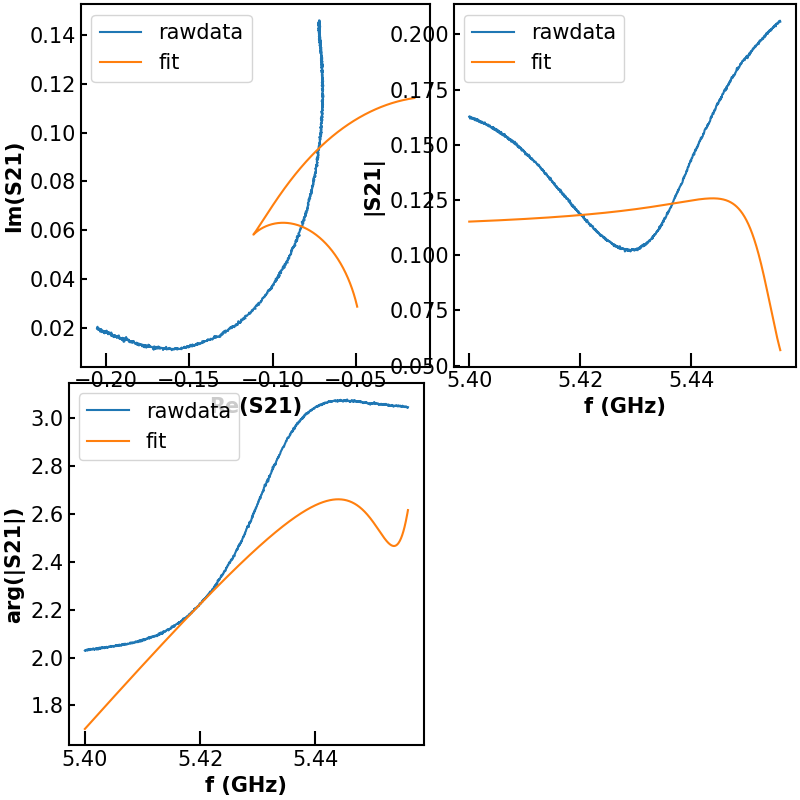 rawdata
fit
0.14
0.12
0.10
0.08
0.06
0.04
0.02
Im(S21)
−0.20 −0.15 −0.10 −0.05
Re(S21)
rawdata
fit
0.200
0.175
0.150
0.125
0.100
0.075
0.050
|S21|
5.40 5.42 5.44
f (GHz)
rawdata
fit
3.0
2.8
2.6
2.4
2.2
2.0
1.8
arg(|S21|)
5.40 5.42 5.44
f (GHz)